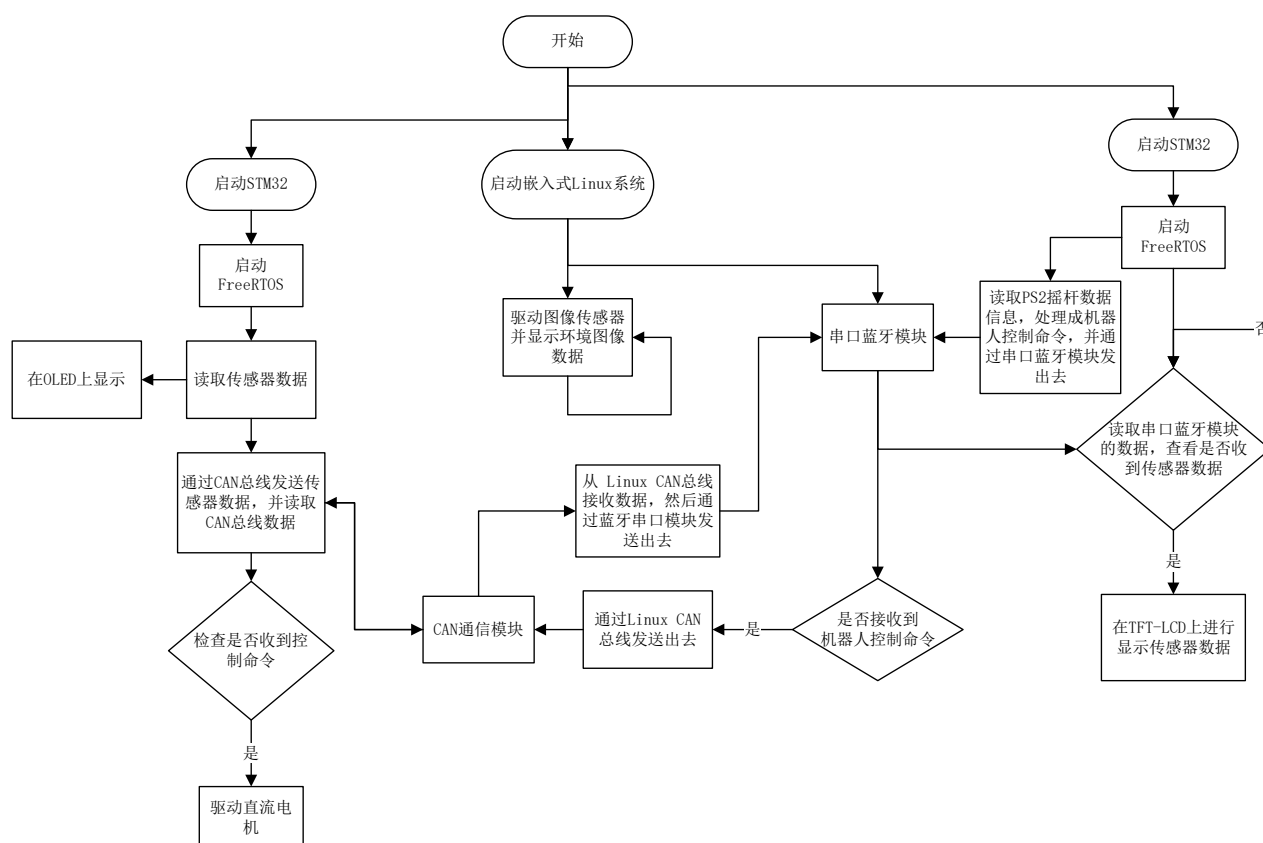 开始
启动STM32
启动嵌入式Linux系统
启动STM32
启动
FreeRTOS
启动
FreeRTOS
驱动图像传感器
并显示环境图像
数据
串口蓝牙模块
读取PS2摇杆数据
信息，处理成机器
人控制命令，并通
过串口蓝牙模块发
出去
否
在OLED上显示
读取传感器数据
读取串口蓝牙模块
的数据，查看是否收
到传感器数据
通过CAN总线发送传
感器数据，并读取
CAN总线数据
从 Linux CAN总线
接收数据，然后通
过蓝牙串口模块发
送出去
是
检查是否收到控
制命令
CAN通信模块
通过Linux CAN
总线发送出去
是
是否接收到
机器人控制命令
在TFT-LCD上进行
显示传感器数据
是
驱动直流电
机